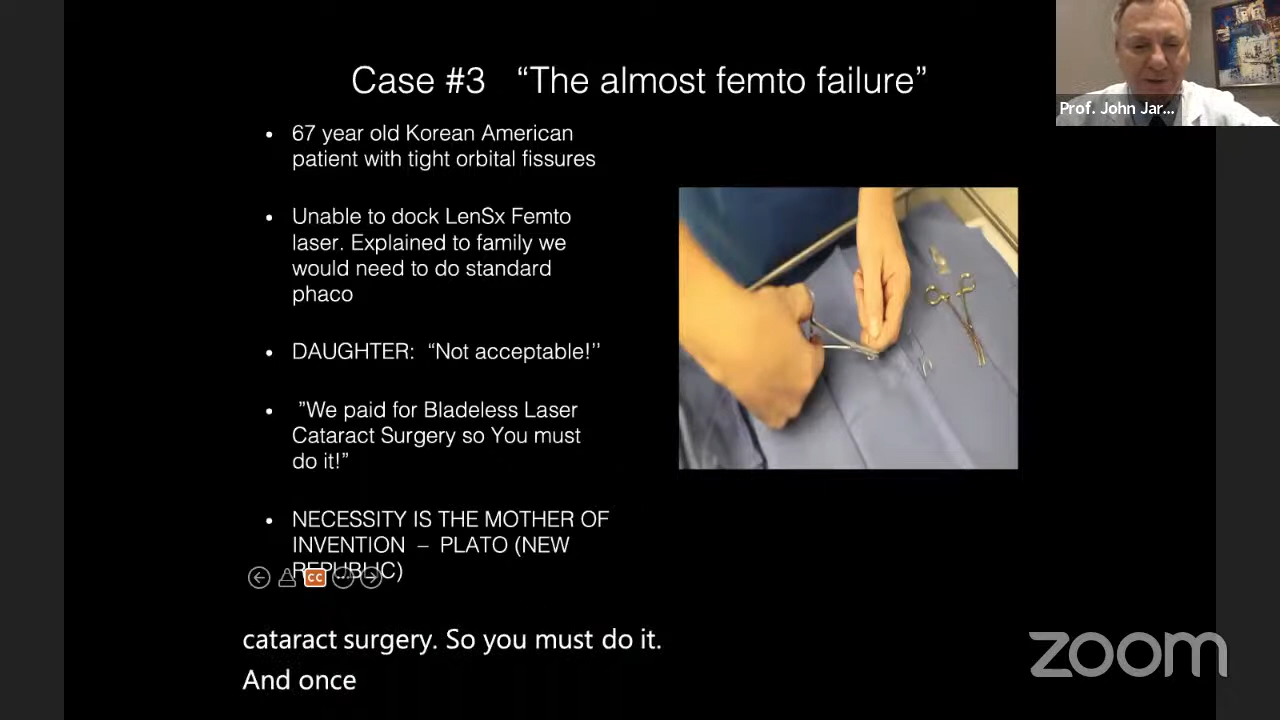 Case #3 “The almost femto failure”
Prof. John Jar...
• 67 year old Korean American
patient with tight orbital fissures
• Unable to dock LenSx Femto
laser. Explained to family we
would need to do standard
phaco
• DAUGHTER: “Not acceptable!’’
• ”We paid for Bladeless Laser
Cataract Surgery so You must
do it!”
• NECESSITY IS THE MOTHER OF
INVENTION – PLATO (NEW
REPUBLIC)
CC
cataract surgery. So you must do it.
And once
zoom